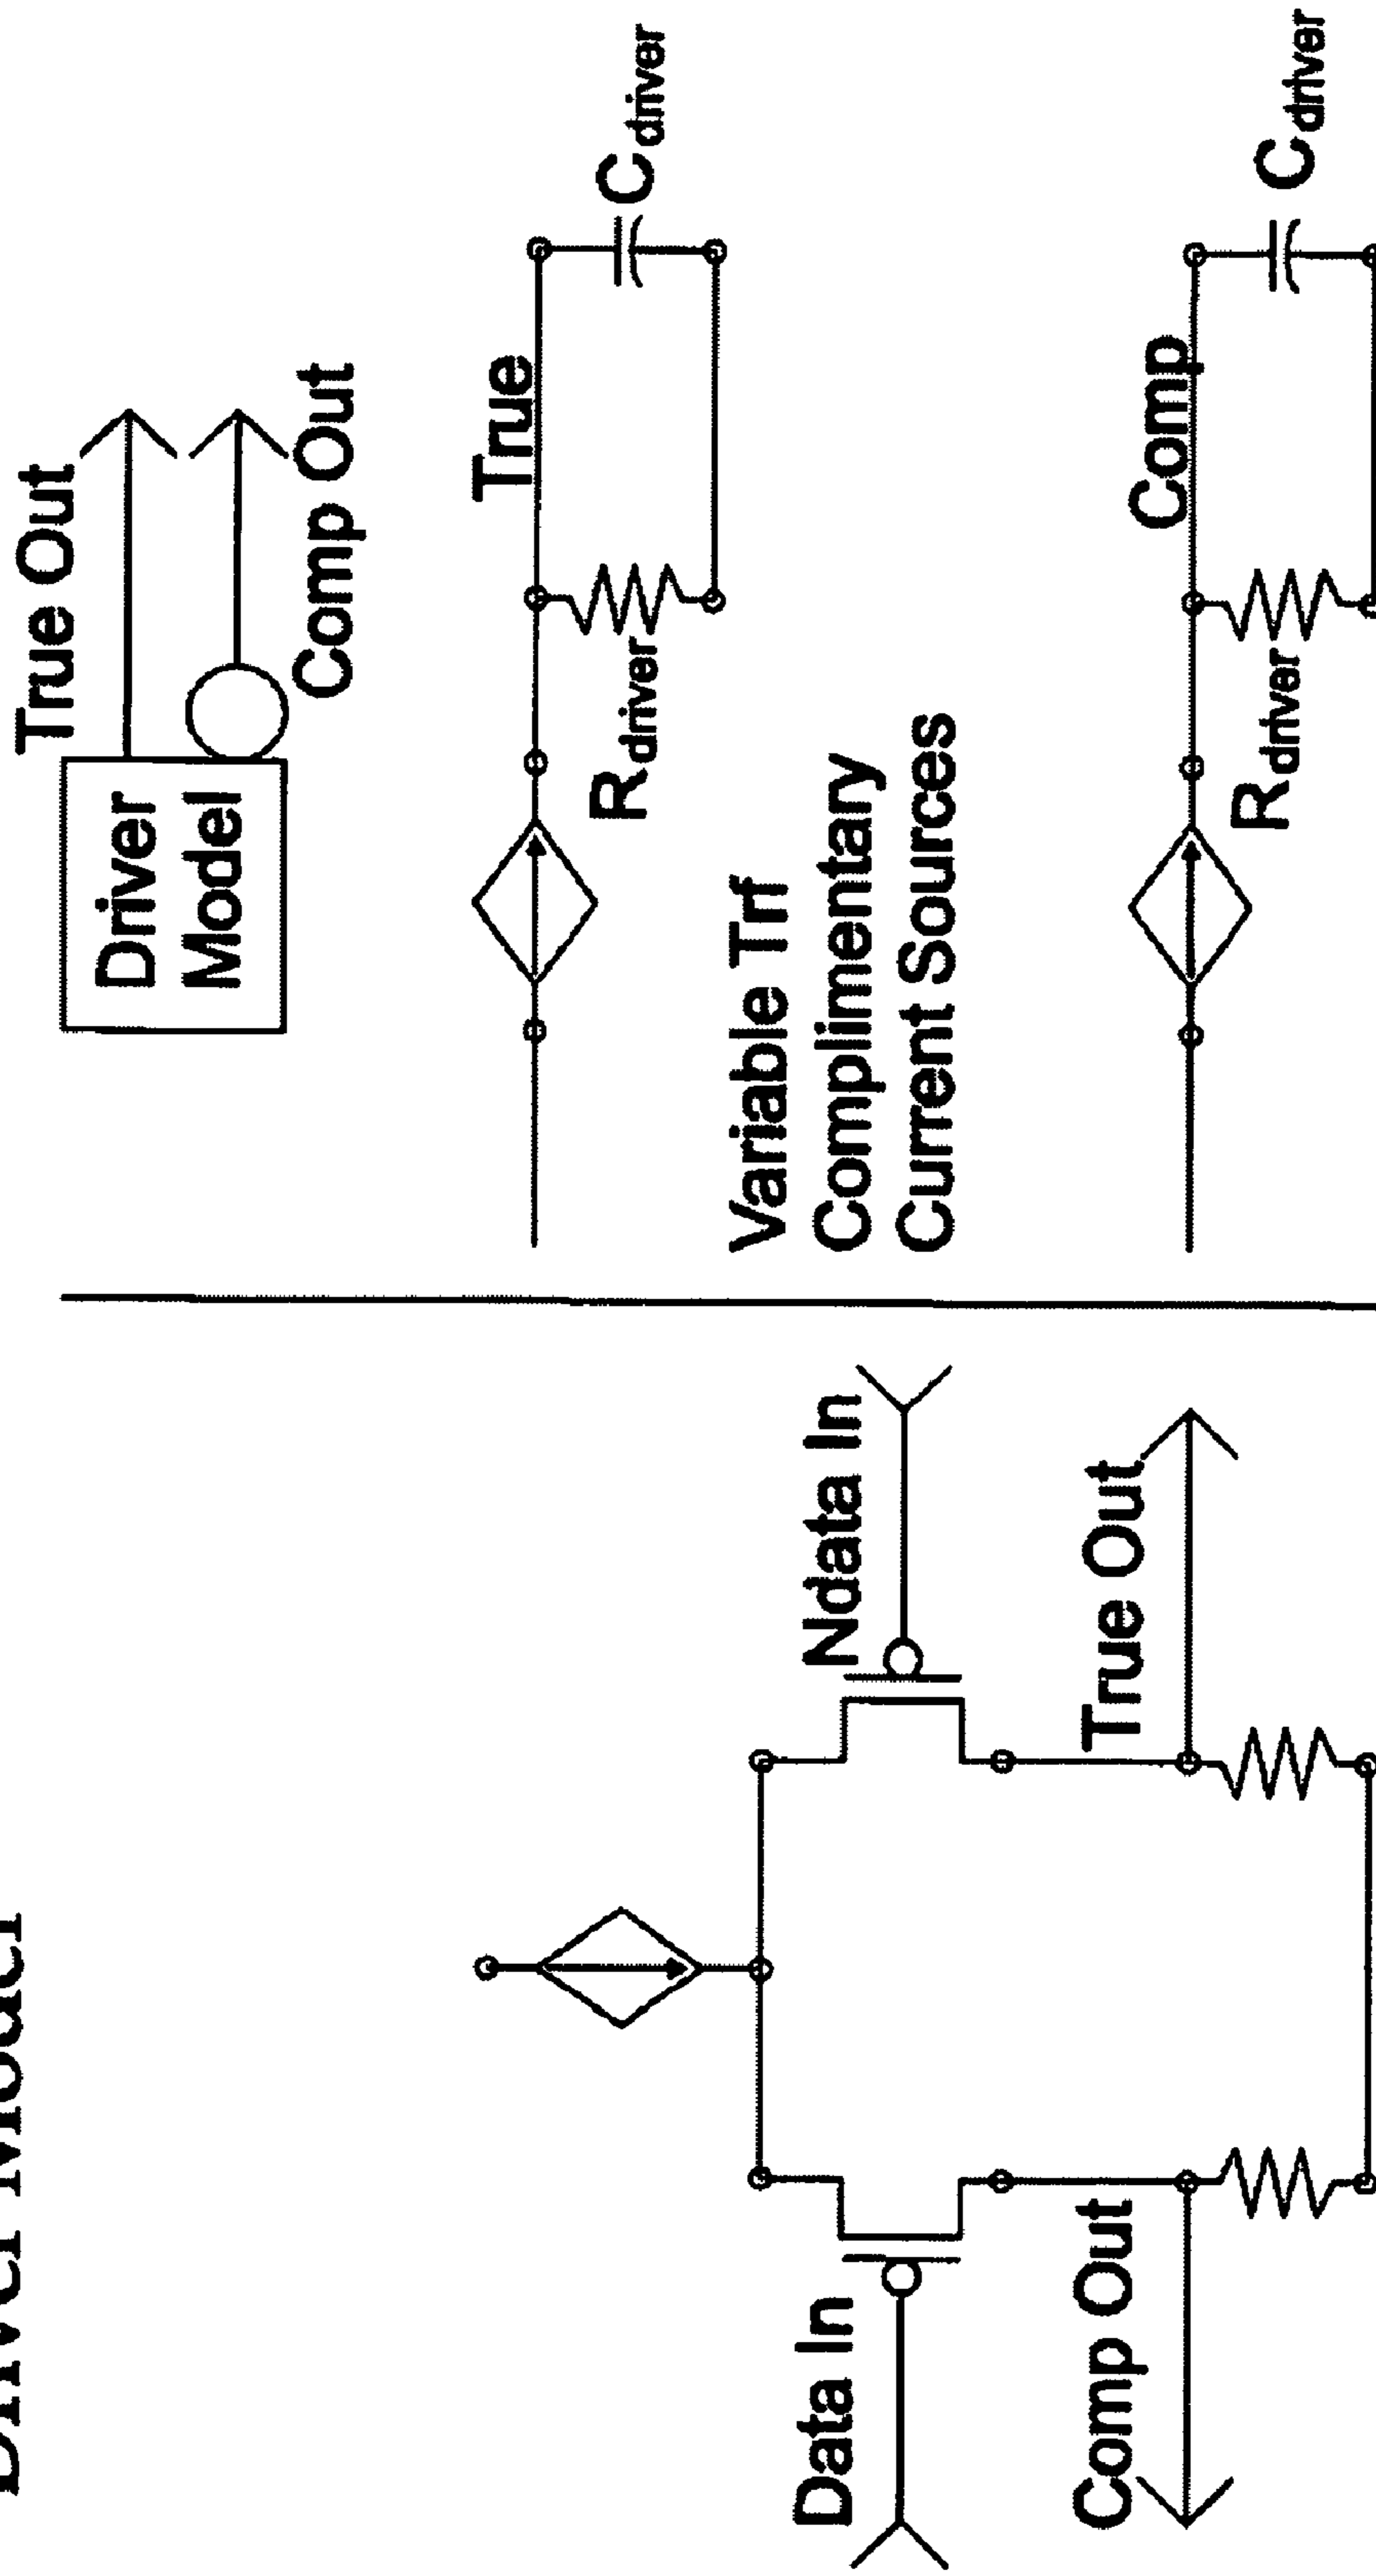 Driver Model
Data In
Ndata In
Comp Out
True Out
Driver
Model
True Out
Comp Out
True
Rdriver
Cdriver
Variable Trf
Complimentary
Current Sources
Comp
Rdriver
Cdriver